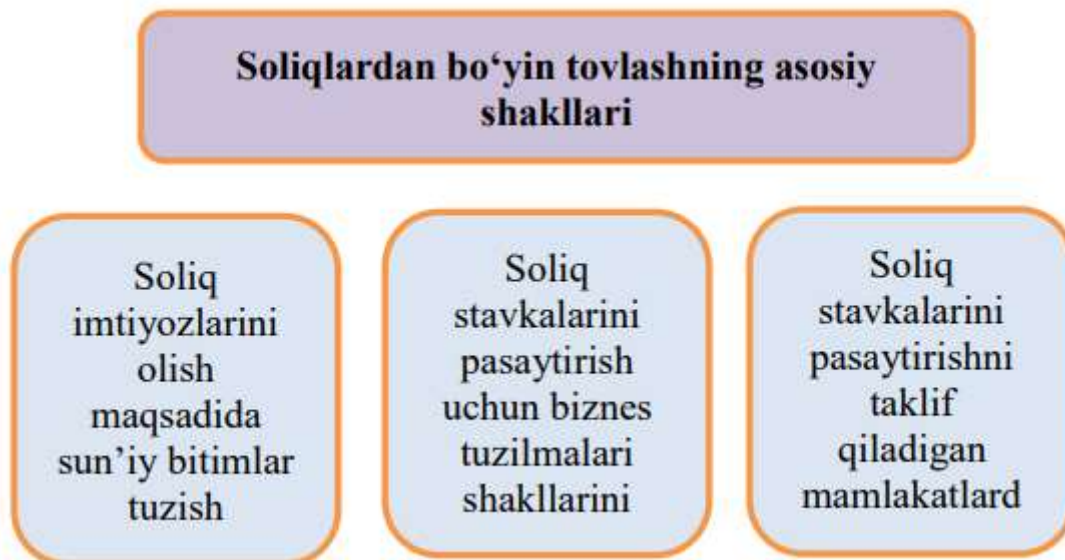 Soliqlardan bo‘yin tovlashning asosiy
shakllari
Soliq
imtiyozlarini
olish
maqsadida
sun’iy bitimlar
tuzish
Soliq
stavkalarini
pasaytirish
uchun biznes
tuzilmalari
shakllarini
Soliq
stavkalarini
pasaytirishni
taklif
qiladigan
mamlakatlard